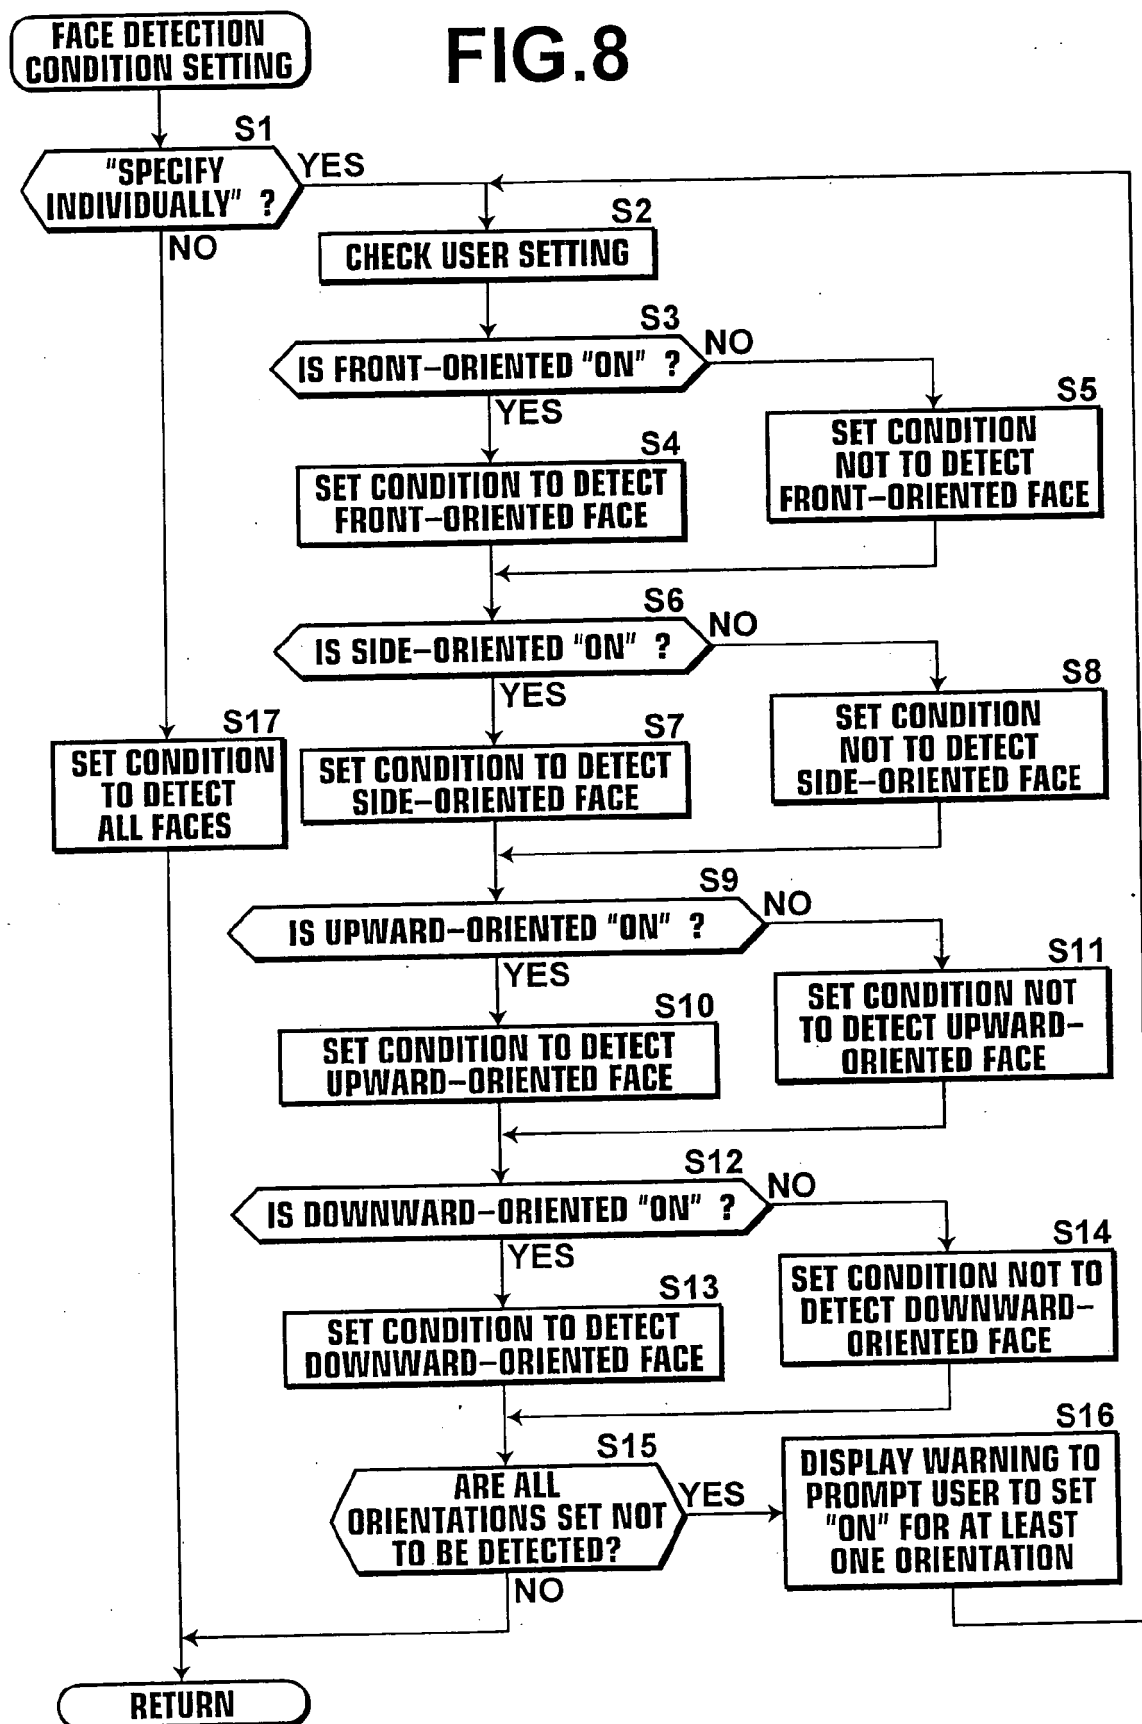 FIG.8
FACE DETECTION
CONDITION SETTING
S1
"SPECIFY
INDIVIDUALLY" ?
YES
NO
S2
CHECK USER SETTING
S3
IS FRONT-ORIENTED "ON" ?
NO
YES
S4
SET CONDITION TO DETECT
FRONT-ORIENTED FACE
S5
SET CONDITION
NOT TO DETECT
FRONT-ORIENTED FACE
S6
IS SIDE-ORIENTED "ON" ?
NO
YES
S7
SET CONDITION TO DETECT
SIDE-ORIENTED FACE
S8
SET CONDITION
NOT TO DETECT
SIDE-ORIENTED FACE
S17
SET CONDITION
TO DETECT
ALL FACES
S9
IS UPWARD-ORIENTED "ON" ?
NO
YES
S10
SET CONDITION TO DETECT
UPWARD-ORIENTED FACE
S11
SET CONDITION NOT
TO DETECT UPWARD-
ORIENTED FACE
S12
IS DOWNWARD-ORIENTED "ON" ?
NO
YES
S13
SET CONDITION TO DETECT
DOWNWARD-ORIENTED FACE
S14
SET CONDITION NOT TO
DETECT DOWNWARD-
ORIENTED FACE
S15
ARE ALL
ORIENTATIONS SET NOT
TO BE DETECTED?
YES
NO
S16
DISPLAY WARNING TO
PROMPT USER TO SET
"ON" FOR AT LEAST
ONE ORIENTATION
RETURN